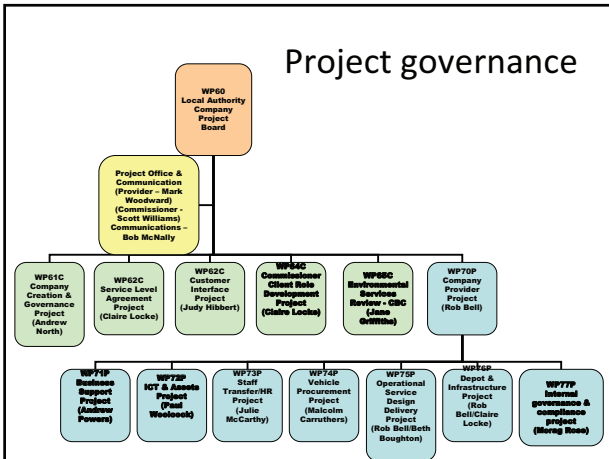 Project governance
WP60
Local Authority
Company
Project
Board
Project Office &
Communication
(Provider – Mark
Woodward)
(Commissioner -
Scott Williams)
Communications –
Bob McNally
WP61C
Company
Creation &
Governance
Project
(Andrew
North)
WP62C
Service Level
Agreement
Project
(Claire Locke)
WP62C
Customer
Interface
Project
(Judy Hibbert)
WP64C
Commissioner
Client Role
Development
Project
(Claire Locke)
WP65C
Environmental
Services
Review - CBC
(Jane
Griffiths)
WP70P
Company
Provider
Project
(Rob Bell)
WP71P
Business
Support
Project
(Andrew
Powers)
WP72P
ICT & Assets
Project
(Paul
Woolcock)
WP73P
Staff
Transfer/HR
Project
(Julie
McCarthy)
WP74P
Vehicle
Procurement
Project
(Malcolm
Carruthers)
WP75P
Operational
Service
Design
Delivery
Project
(Rob Bell/Beth
Boughton)
WP76P
Depot &
Infrastructure
Project
(Rob
Bell/Claire
Locke)
WP77P
Internal
governance &
compliance
project
(Morag Rose)